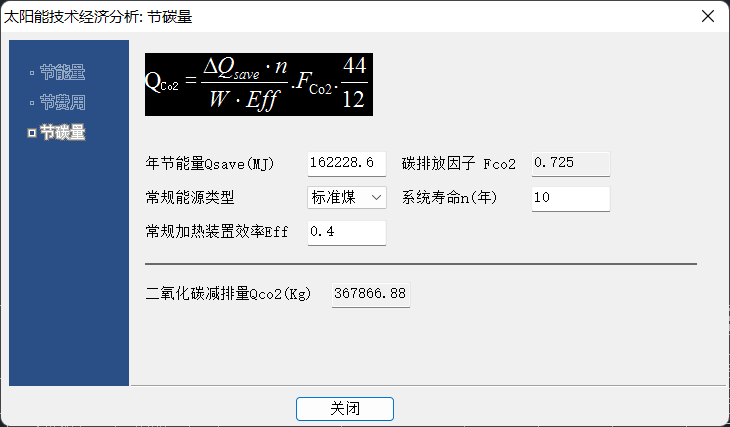 太阳能技术经济分析: 节碳量
节能量
节费用
节碳量
Q_Co2 = ΔQ_save · n / W · Eff .F_Co2 . 44/12
年节能量Qsave(MJ) 162228.6 碳排放因子 Fco2 0.725
常规能源类型 标准煤 系统寿命n(年) 10
常规加热装置效率Eff 0.4
二氧化碳减排量Qco2(Kg) 367866.88
关闭